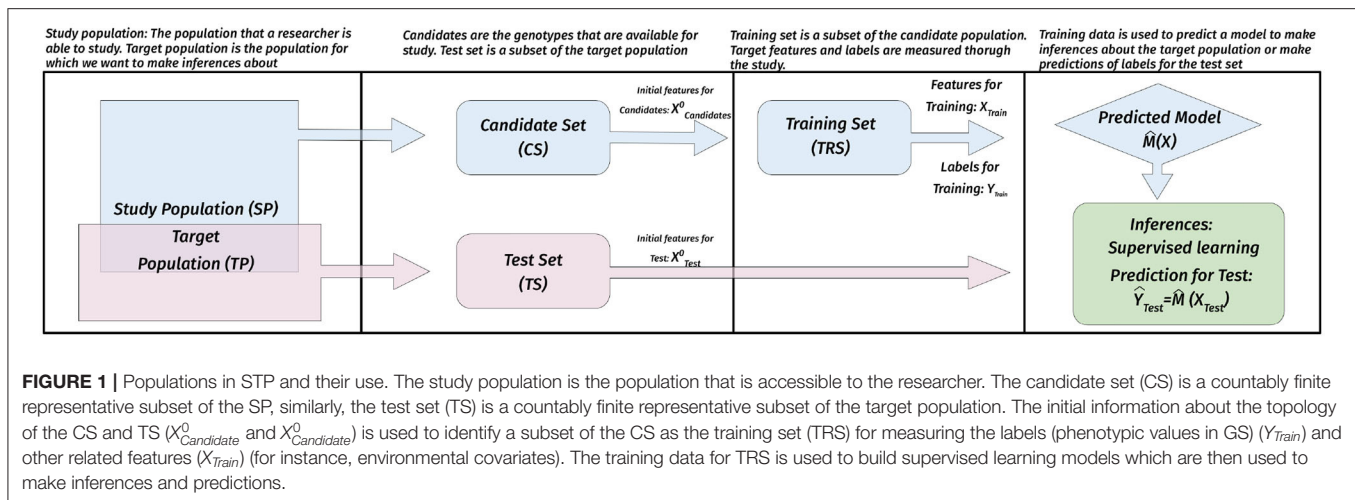 Study population: The population that a researcher is
able to study. Target population is the population for
which we want to make inferences about
Candidates are the genotypes that are available for
study. Test set is a subset of the target population
Training set is a subset of the candidate population.
Target features and labels are measured thorugh
the study.
Training data is used to predict a model to make
inferences about the target population or make
predictions of labels for the test set
Study Population (SP)
Target
Population (TP)
Candidate Set
(CS)
Initial features for
Candidates: X⁰Candidates
Test Set
(TS)
Initial features for
Test: X⁰Test
Training Set
(TRS)
Features for
Training: XTrain
Labels for
Training: YTrain
Predicted Model
M̂(X)
Inferences:
Supervised learning
Prediction for Test:
ŶTest=M̂ (XTest)
FIGURE 1 | Populations in STP and their use. The study population is the population that is accessible to the researcher. The candidate set (CS) is a countably finite
representative subset of the SP, similarly, the test set (TS) is a countably finite representative subset of the target population. The initial information about the topology
of the CS and TS (X⁰Candidate and X⁰Candidate) is used to identify a subset of the CS as the training set (TRS) for measuring the labels (phenotypic values in GS) (YTrain) and
other related features (XTrain) (for instance, environmental covariates). The training data for TRS is used to build supervised learning models which are then used to
make inferences and predictions.